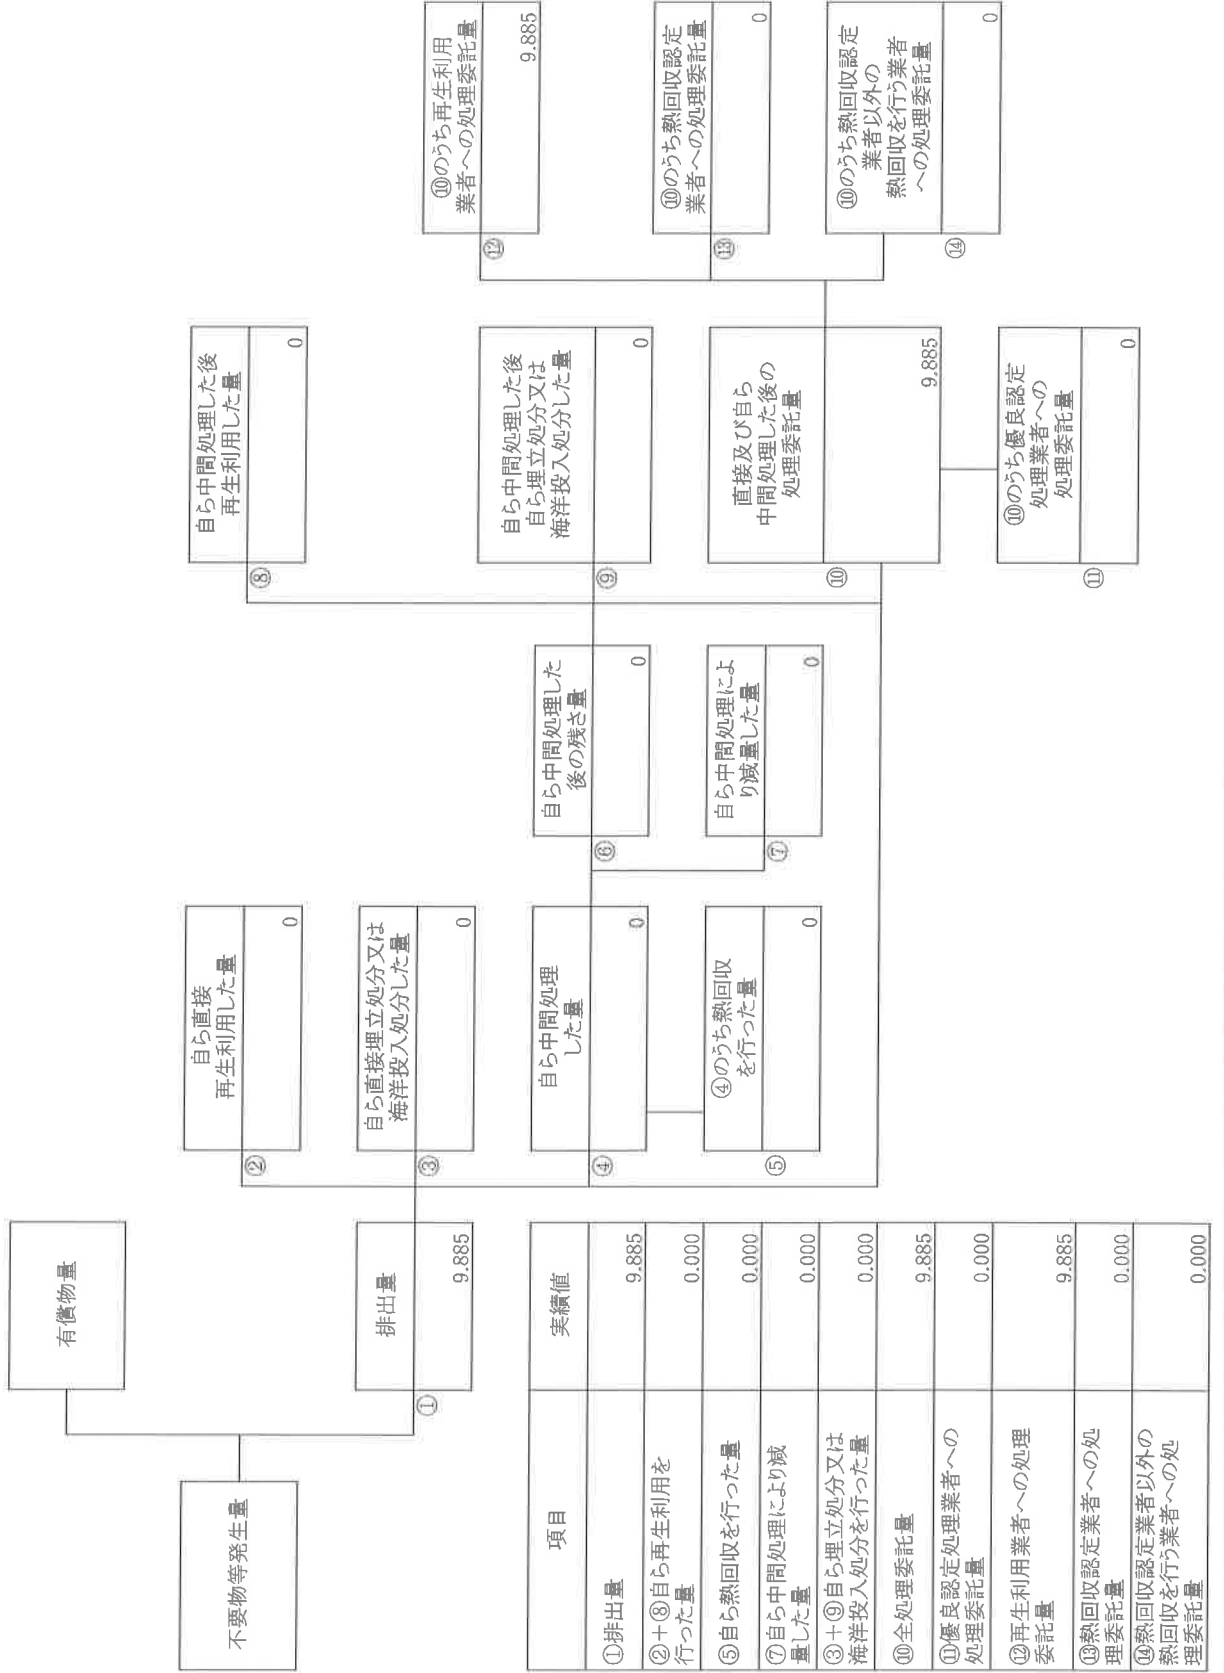 有償物量
不要物等発生量
排出量
①
9.885
自ら直接
再生利用した量
②
0
自ら直接埋立処分又は
海洋投入処分した量
③
0
自ら中間処理
した量
④
0
④のうち熱回収
を行った量
⑤
0
自ら中間処理した
後の残さ量
⑥
0
自ら中間処理によ
り減量した量
⑦
0
自ら中間処理した後
再生利用した量
⑧
0
自ら中間処理した後
自ら埋立処分又は
海洋投入処分した量
⑨
0
直接及び自ら
中間処理した後の
処理委託量
⑩
9.885
⑩のうち優良認定
処理業者への
処理委託量
⑪
0
⑩のうち再生利用
業者への処理委託量
⑫
9.885
⑩のうち熱回収認定
業者への処理委託量
⑬
0
⑩のうち熱回収認定
業者以外の
熱回収を行う業者
への処理委託量
⑭
0
項目 実績値
①排出量 9.885
②+⑧自ら再生利用を
行った量 0.000
⑤自ら熱回収を行った量 0.000
⑦自ら中間処理により減
量した量 0.000
③+⑨自ら埋立処分又は
海洋投入処分を行った量 0.000
⑩全処理委託量 9.885
⑪優良認定処理業者への
処理委託量 0.000
⑫再生利用業者への処理
委託量 9.885
⑬熱回収認定業者への処
理委託量 0.000
⑭熱回収認定業者以外の
熱回収を行う業者への処
理委託量 0.000